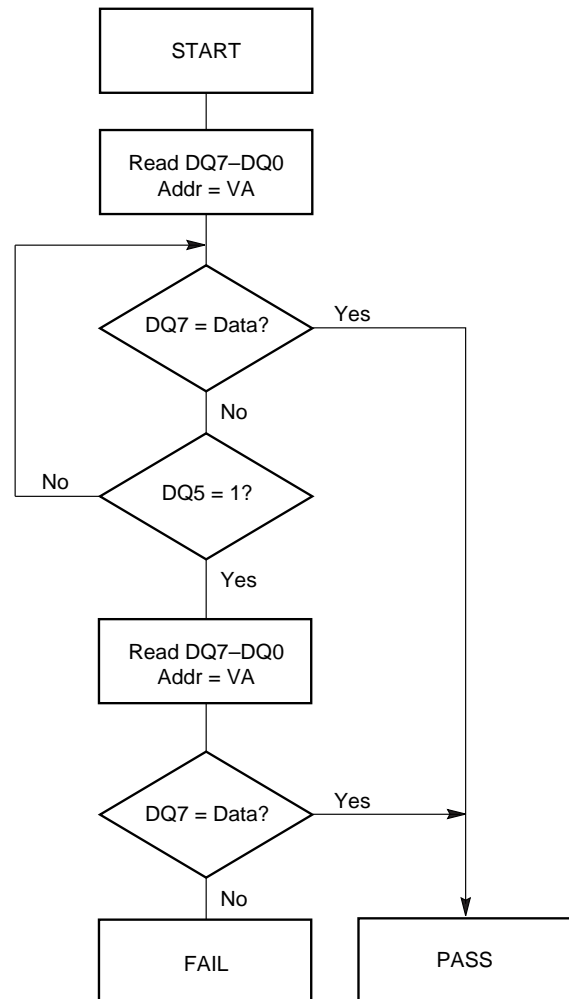 START
Read DQ7–DQ0
Addr = VA
DQ7 = Data?
Yes
No
No
DQ5 = 1?
Yes
Read DQ7–DQ0
Addr = VA
DQ7 = Data?
Yes
No
FAIL
PASS